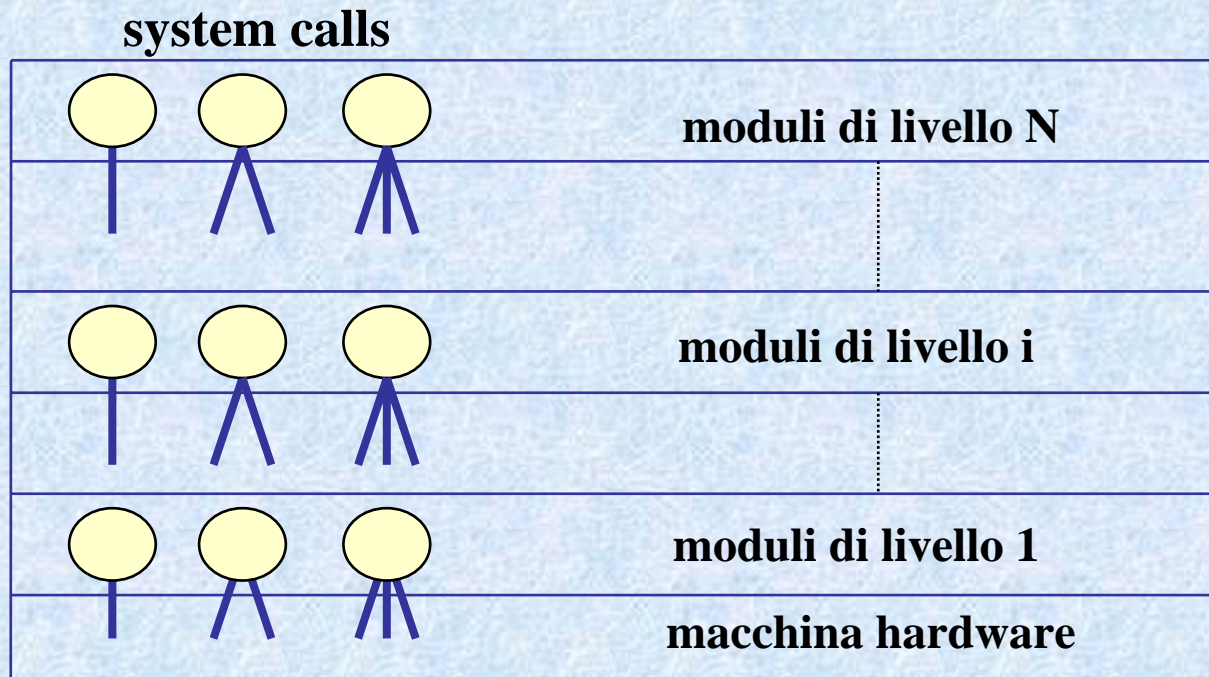 system calls
moduli di livello N
moduli di livello i
moduli di livello 1
macchina hardware